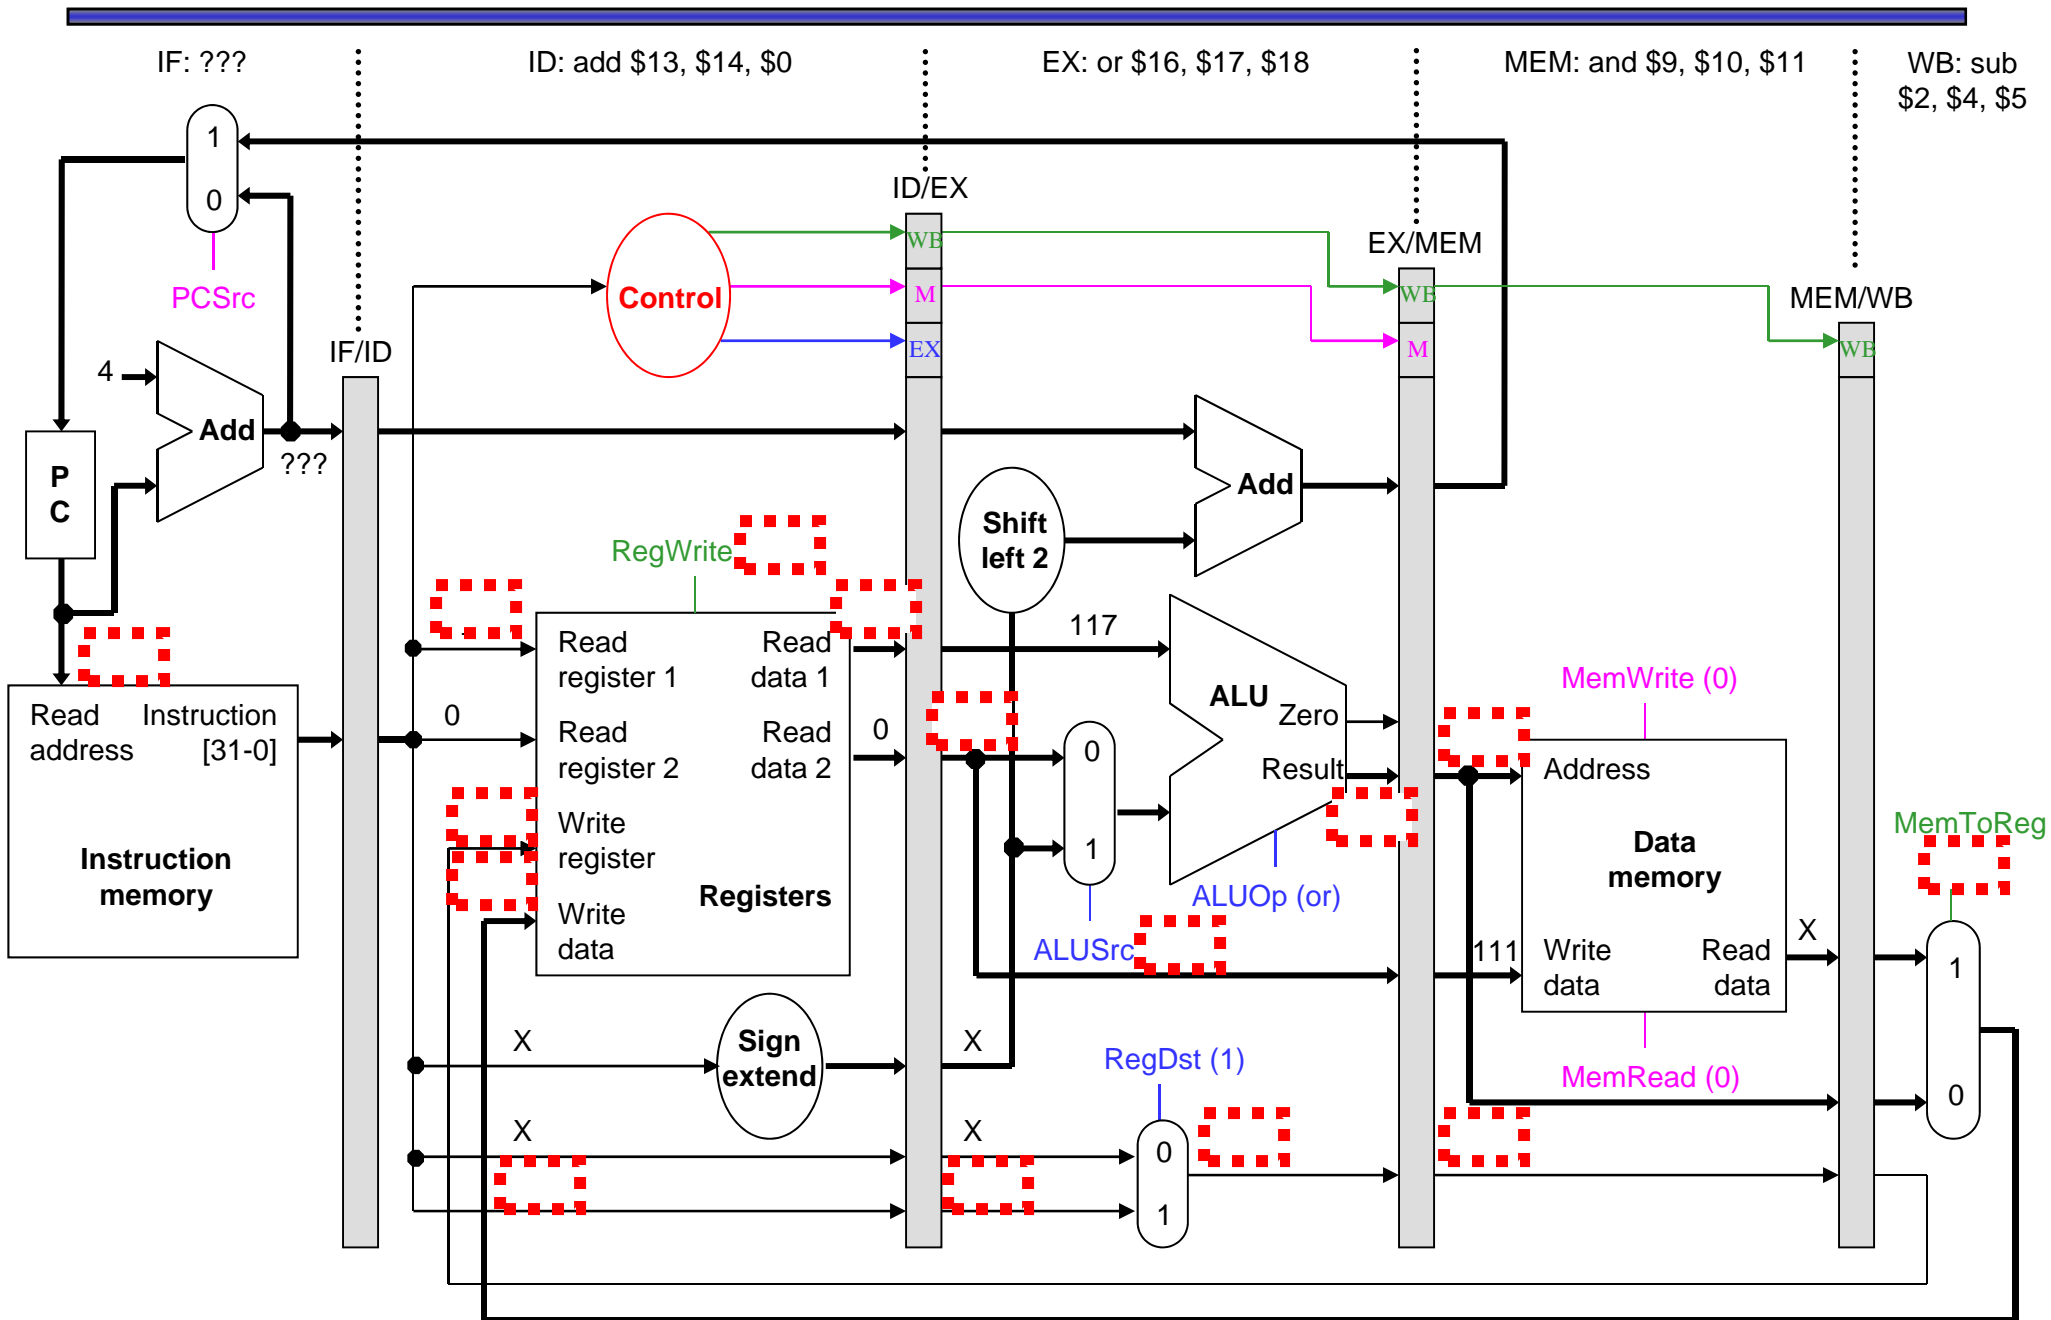 IF: ???
ID: add $13, $14, $0
EX: or $16, $17, $18
MEM: and $9, $10, $11
WB: sub
$2, $4, $5
1
0
PCSrc
ID/EX
WB
M
EX
Control
EX/MEM
WB
M
MEM/WB
WB
IF/ID
4
Add
???
P
C
Add
Shift
left 2
RegWrite
Read
register 1
Read
data 1
117
0
Read
register 2
Read
data 2
0
Write
register
Write
data
Registers
Read
address
Instruction
[31-0]
Instruction
memory
0
1
ALU
Zero
Result
ALUOp (or)
ALUSrc
MemWrite (0)
Address
Data
memory
111
Write
data
Read
data
X
MemRead (0)
MemToReg
1
0
X
Sign
extend
X
RegDst (1)
X
X
0
1